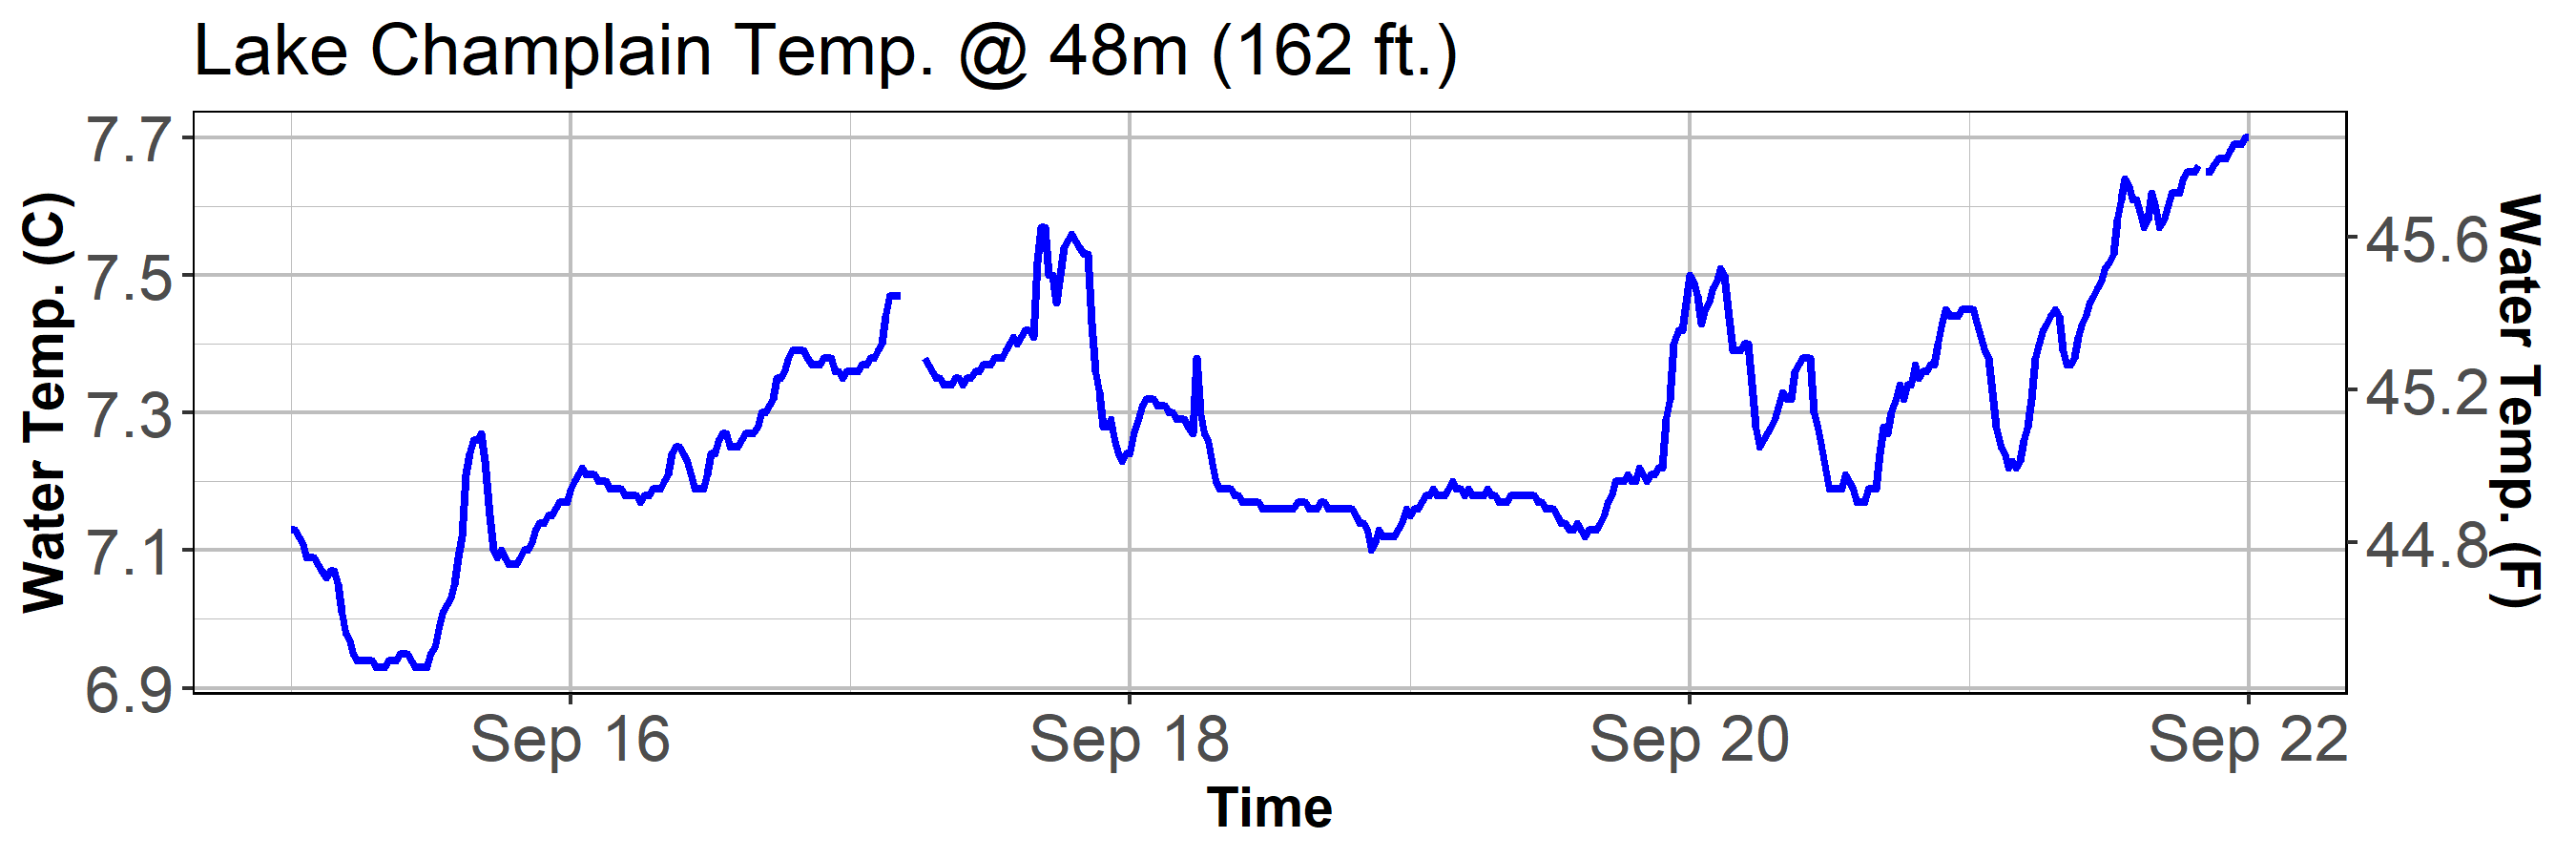 Lake Champlain Temp. @ 48m (162 ft.)
Water Temp. (C)
7.7
7.5
7.3
7.1
6.9
45.6
45.2
44.8
Water Temp. (F)
Sep 16 Sep 18 Sep 20 Sep 22
Time